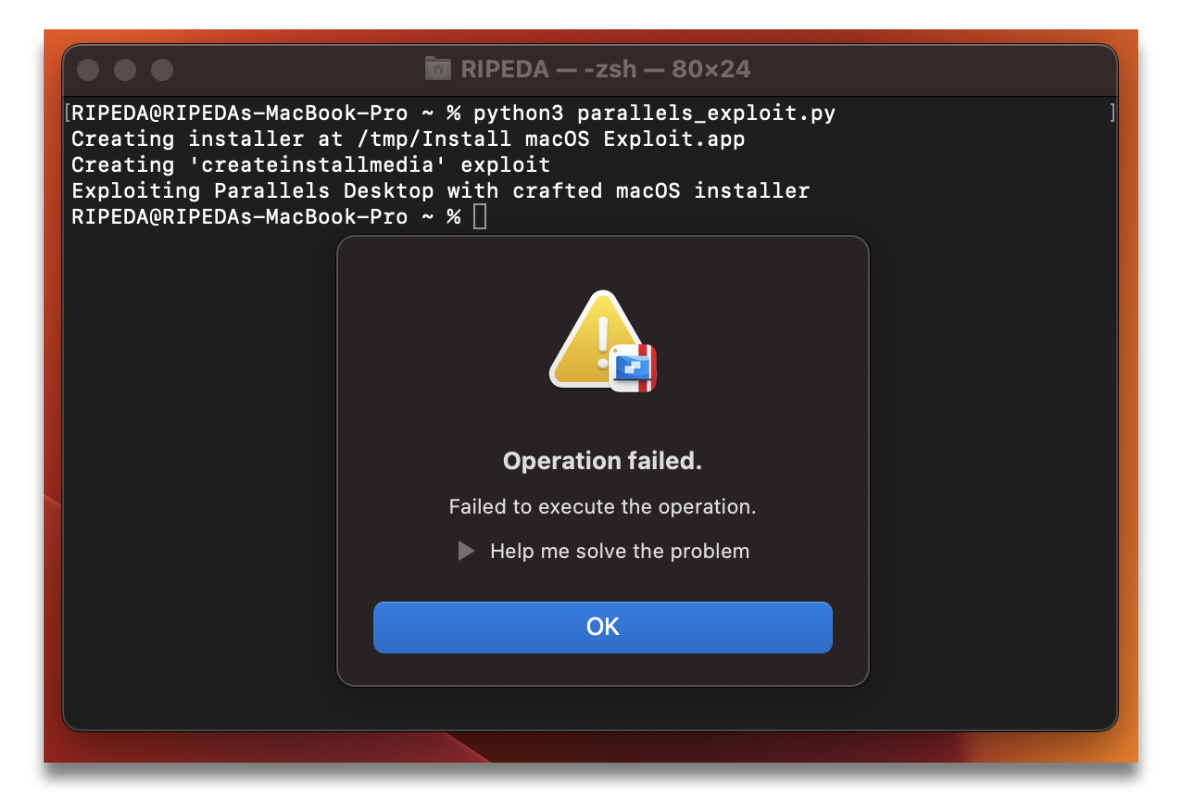 RIPEDA — -zsh — 80×24
[RIPEDA@RIPEDAs-MacBook-Pro ~ % python3 parallels_exploit.py ]
Creating installer at /tmp/Install macOS Exploit.app
Creating 'createinstallmedia' exploit
Exploiting Parallels Desktop with crafted macOS installer
RIPEDA@RIPEDAs-MacBook-Pro ~ %
Operation failed.
Failed to execute the operation.
Help me solve the problem
OK